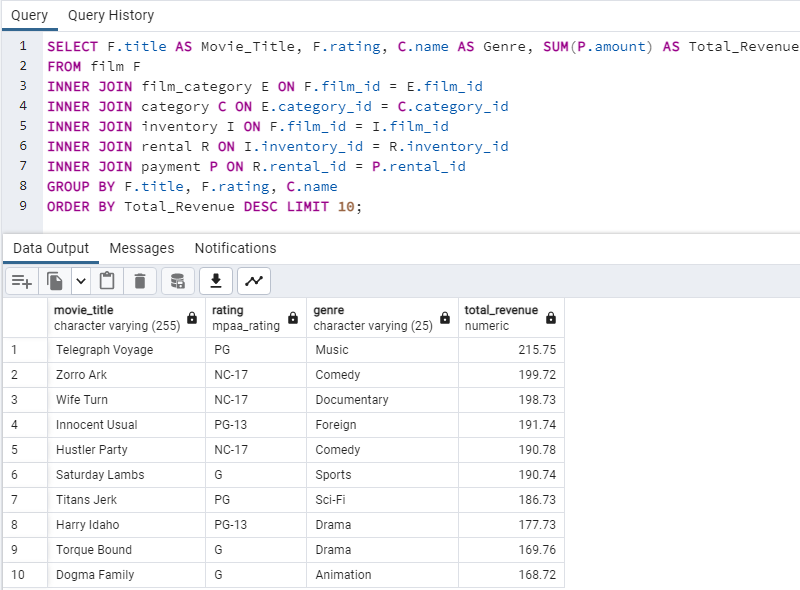 Query Query History
1 SELECT F.title AS Movie_Title, F.rating, C.name AS Genre, SUM(P.amount) AS Total_Revenue
2 FROM film F
3 INNER JOIN film_category E ON F.film_id = E.film_id
4 INNER JOIN category C ON E.category_id = C.category_id
5 INNER JOIN inventory I ON F.film_id = I.film_id
6 INNER JOIN rental R ON I.inventory_id = R.inventory_id
7 INNER JOIN payment P ON R.rental_id = P.rental_id
8 GROUP BY F.title, F.rating, C.name
9 ORDER BY Total_Revenue DESC LIMIT 10;
Data Output Messages Notifications
movie_title rating genre total_revenue
character varying (255) mpaa_rating character varying (25) numeric
1 Telegraph Voyage PG Music 215.75
2 Zorro Ark NC-17 Comedy 199.72
3 Wife Turn NC-17 Documentary 198.73
4 Innocent Usual PG-13 Foreign 191.74
5 Hustler Party NC-17 Comedy 190.78
6 Saturday Lambs G Sports 190.74
7 Titans Jerk PG Sci-Fi 186.73
8 Harry Idaho PG-13 Drama 177.73
9 Torque Bound G Drama 169.76
10 Dogma Family G Animation 168.72